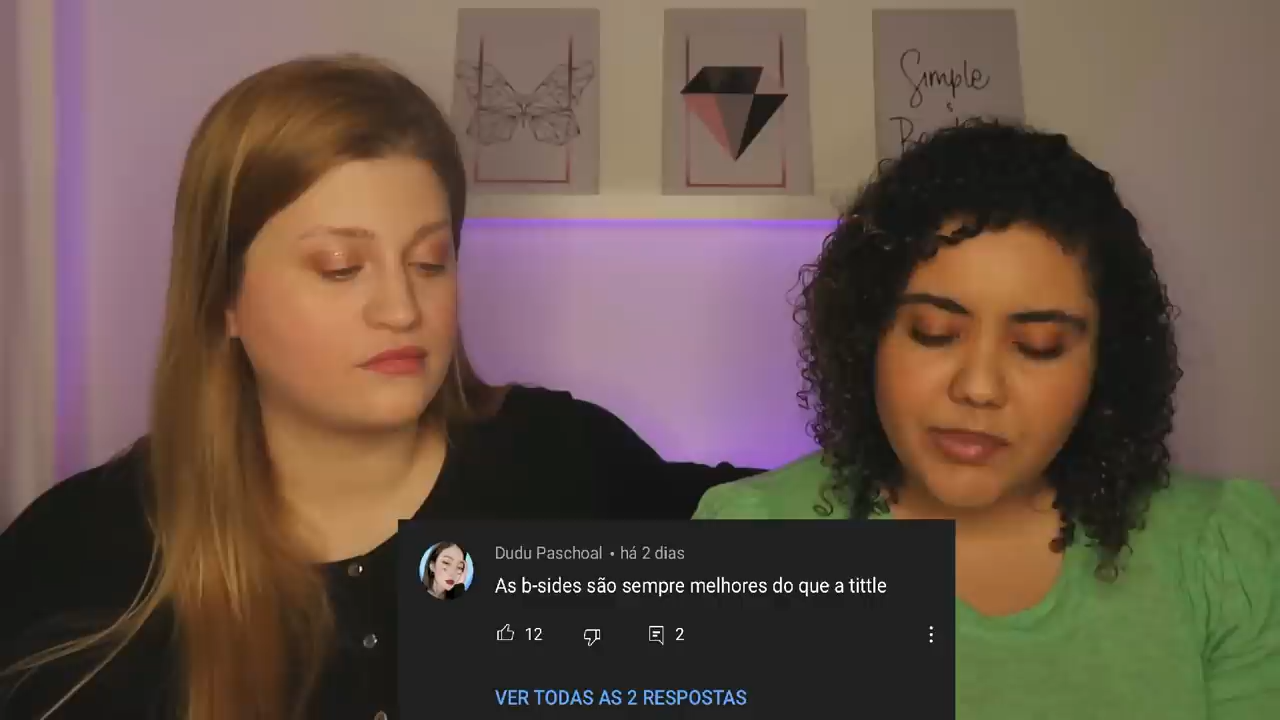 Simple
&
Dudu Paschoal • há 2 dias
As b-sides são sempre melhores do que a tittle
12
2
VER TODAS AS 2 RESPOSTAS